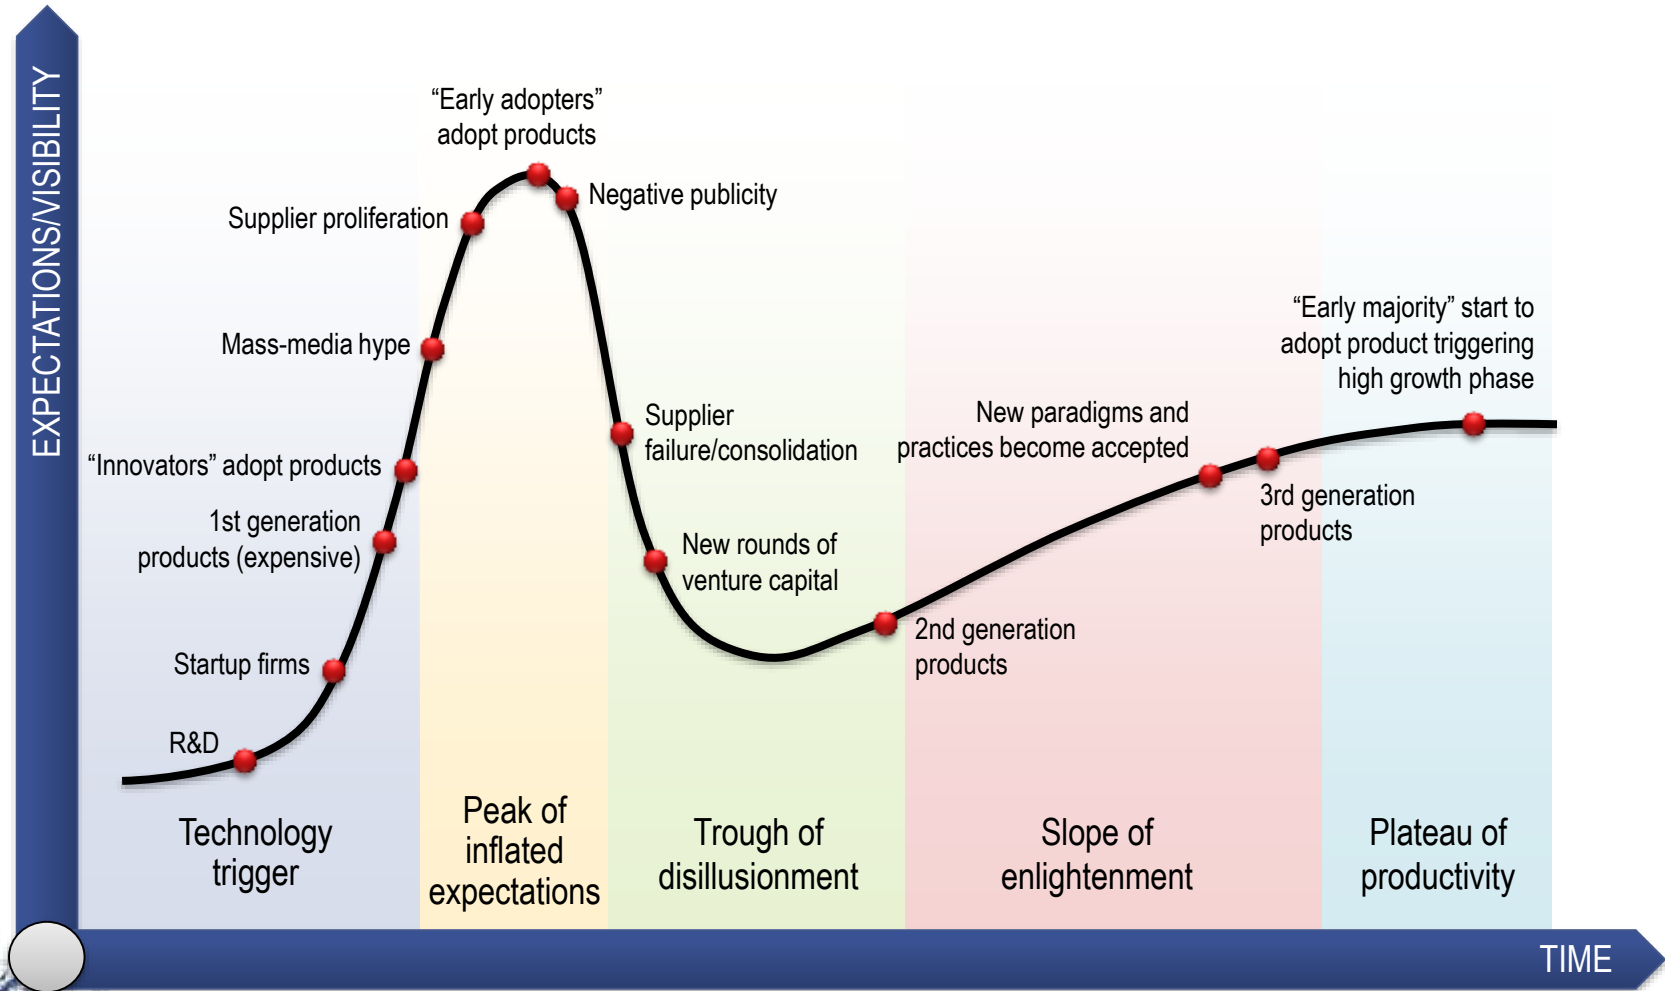 EXPECTATIONS/VISIBILITY
“Early adopters”
adopt products
Negative publicity
Supplier proliferation
Mass-media hype
“Innovators” adopt products
1st generation
products (expensive)
Startup firms
R&D
Supplier
failure/consolidation
New rounds of
venture capital
2nd generation
products
New paradigms and
practices become accepted
3rd generation
products
“Early majority” start to
adopt product triggering
high growth phase
Technology
trigger
Peak of
inflated
expectations
Trough of
disillusionment
Slope of
enlightenment
Plateau of
productivity
TIME